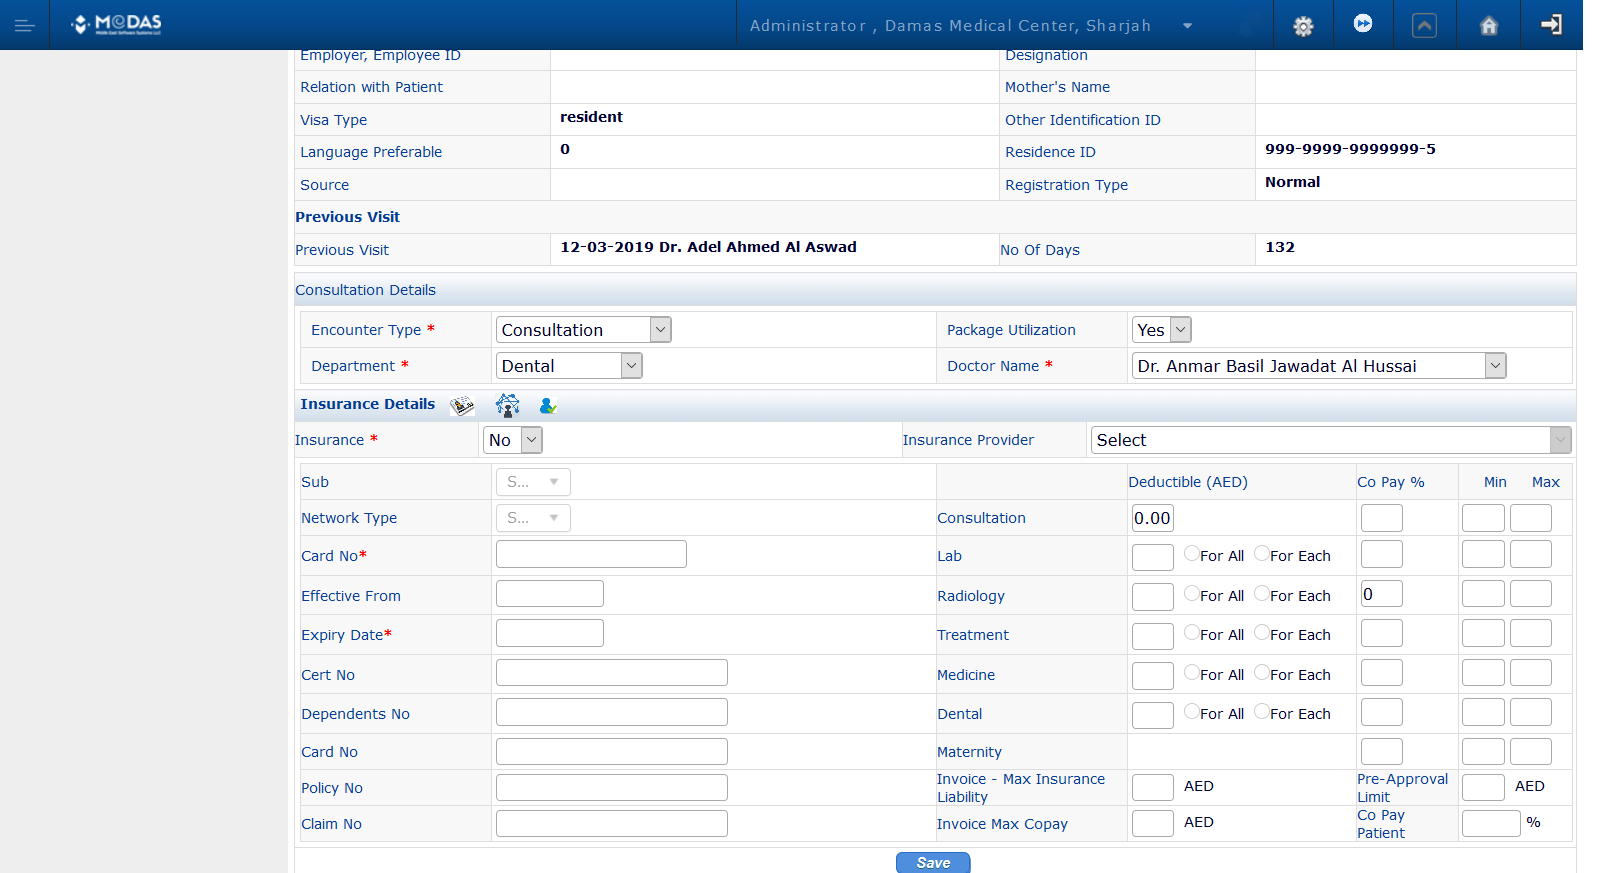 MEDAS
Middle East Software Systems LLC
Administrator , Damas Medical Center, Sharjah
Employer, Employee ID Designation
Relation with Patient Mother's Name
Visa Type resident Other Identification ID
Language Preferable 0 Residence ID 999-9999-9999999-5
Source Registration Type Normal
Previous Visit
Previous Visit 12-03-2019 Dr. Adel Ahmed Al Aswad No Of Days 132
Consultation Details
Encounter Type * Consultation Package Utilization Yes
Department * Dental Doctor Name * Dr. Anmar Basil Jawadat Al Hussai
Insurance Details
Insurance * No Insurance Provider Select
Sub S... Deductible (AED) Co Pay % Min Max
Network Type S... Consultation 0.00
Card No* Lab For All For Each
Effective From Radiology For All For Each 0
Expiry Date* Treatment For All For Each
Cert No Medicine For All For Each
Dependents No Dental For All For Each
Card No Maternity
Policy No Invoice - Max Insurance Liability AED Pre-Approval Limit AED
Claim No Invoice Max Copay AED Co Pay Patient %
Save